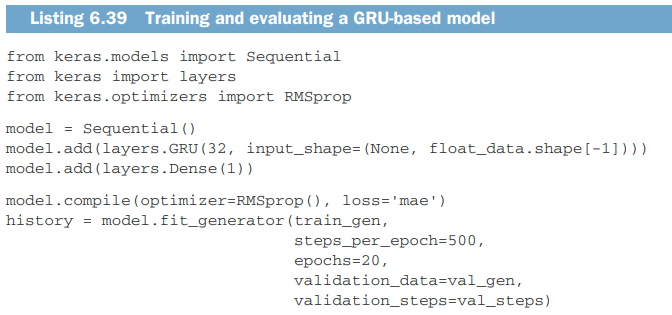 Listing 6.39 Training and evaluating a GRU-based model
from keras.models import Sequential
from keras import layers
from keras.optimizers import RMSprop
model = Sequential()
model.add(layers.GRU(32, input_shape=(None, float_data.shape[-1])))
model.add(layers.Dense(1))
model.compile(optimizer=RMSprop(), loss='mae')
history = model.fit_generator(train_gen,
                              steps_per_epoch=500,
                              epochs=20,
                              validation_data=val_gen,
                              validation_steps=val_steps)